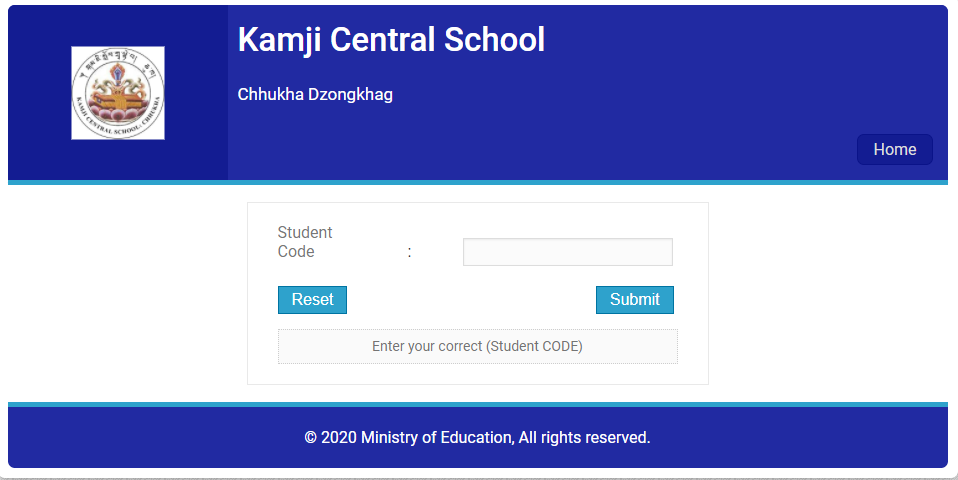 Kamji Central School
Chhukha Dzongkhag
KAMJI CENTRAL SCHOOL, CHHUKHA
Home
Student
Code :
Reset Submit
Enter your correct (Student CODE)
© 2020 Ministry of Education, All rights reserved.